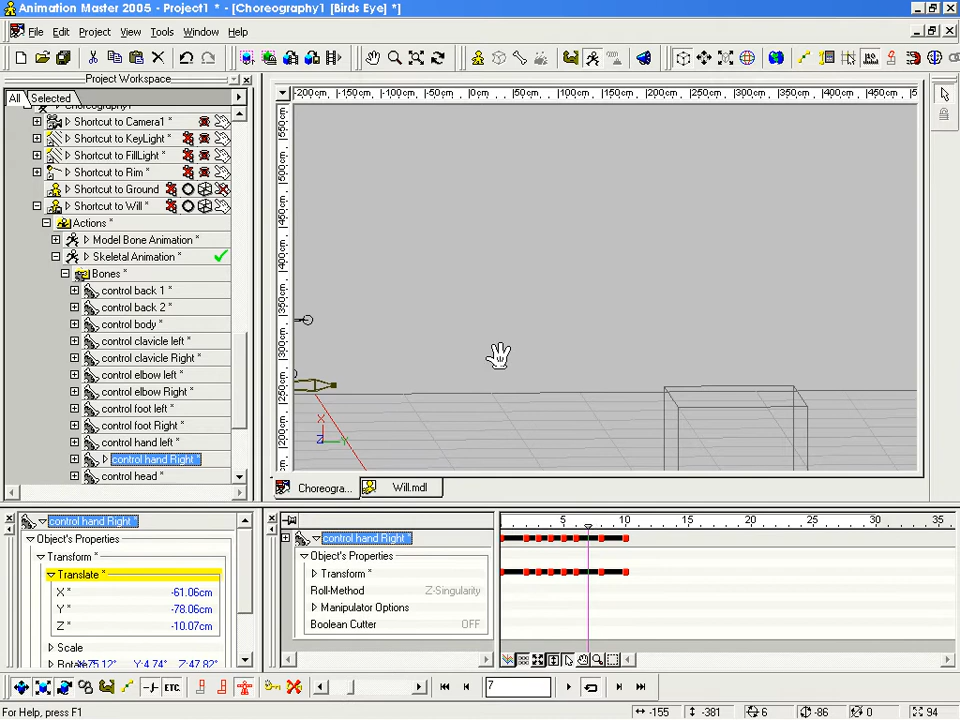 Animation Master 2005 - Project1 * - [Choreography1 [Birds Eye] *]
File Edit Project View Tools Window Help
Project Workspace
All Selected
Shortcut to Camera1 *
Shortcut to KeyLight *
Shortcut to FillLight *
Shortcut to Rim *
Shortcut to Ground
Shortcut to Will *
Actions *
Model Bone Animation *
Skeletal Animation *
Bones *
control back 1 *
control back 2 *
control body *
control clavicle left *
control clavicle Right *
control elbow left *
control elbow Right *
control foot left *
control foot Right *
control hand left *
control hand Right *
control head *
-200cm, -150cm, -100cm, -50cm, 0cm, 50cm, 100cm, 150cm, 200cm, 250cm, 300cm, 350cm, 400cm, 450cm,
550cm, 500cm, 450cm, 400cm, 350cm, 300cm, 250cm, 200cm,
X
Z Y
Choreogra... Will.mdl
control hand Right *
Object's Properties
Transform *
Translate *
X * -61.06cm
Y * -78.06cm
Z * -10.07cm
Scale
Rotate X:75.12° Y:4.74° Z:47.82°
control hand Right *
Object's Properties
Transform *
Roll-Method Z-Singularity
Manipulator Options
Boolean Cutter OFF
5 10 15 20 25 30 35
ETC.
7
For Help, press F1
-155 -381 6 -86 0 94